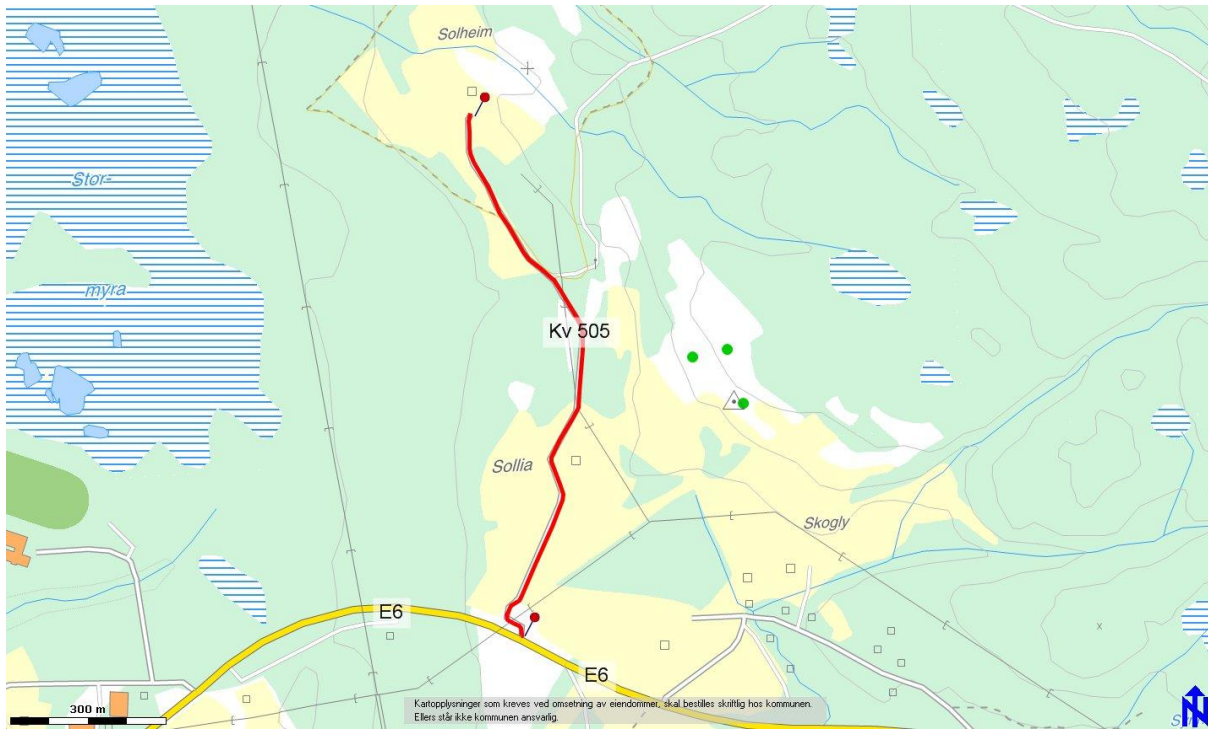 Solheim
Stor-
myra
Kv 505
Sollia
Skogly
E6
E6
300 m
Kartopplysninger som kreves ved omsetning av eiendommer, skal bestilles skriftlig hos kommunen.
Ellers står ikke kommunen ansvarlig.
N